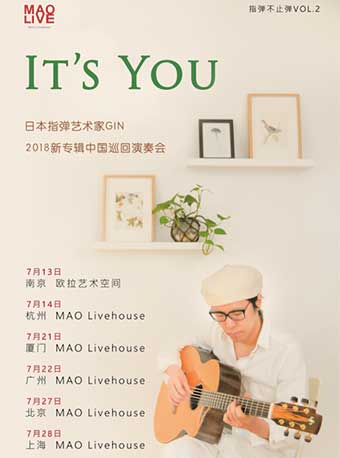 MAO
LIVE
指弹不止弹VOL.2
IT'S YOU
日本指弹艺术家GIN
2018新专辑中国巡回演奏会
7月13日
南京 欧拉艺术空间
7月14日
杭州 MAO Livehouse
7月21日
厦门 MAO Livehouse
7月22日
广州 MAO Livehouse
7月27日
北京 MAO Livehouse
7月28日
上海 MAO Livehouse